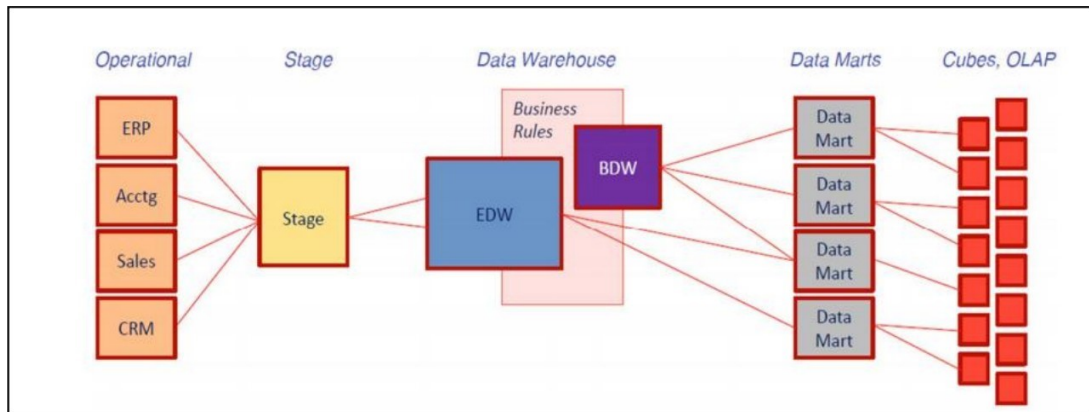 Operational
Stage
Data Warehouse
Data Marts
Cubes, OLAP
ERP
Acctg
Sales
CRM
Stage
Business
Rules
BDW
EDW
Data
Mart
Data
Mart
Data
Mart
Data
Mart